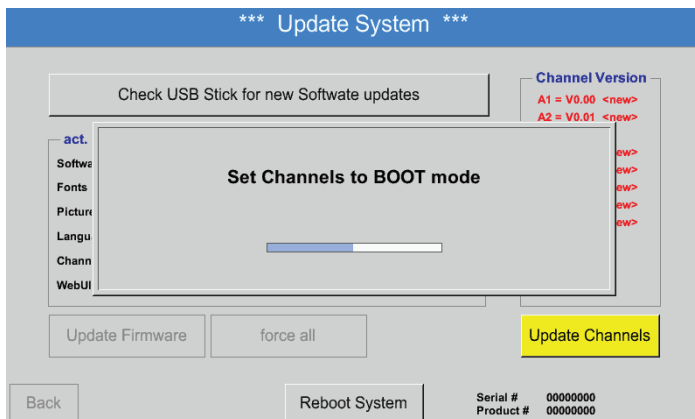 *** Update System ***
Check USB Stick for new Softwate updates
Channel Version
A1 = V0.00 <new>
A2 = V0.01 <new>
act.
ew>
Softwa
ew>
Fonts
ew>
Picture
ew>
Langu
ew>
Chann
WebUI
Set Channels to BOOT mode
Update Firmware
force all
Update Channels
Back
Reboot System
Serial # 00000000
Product # 00000000